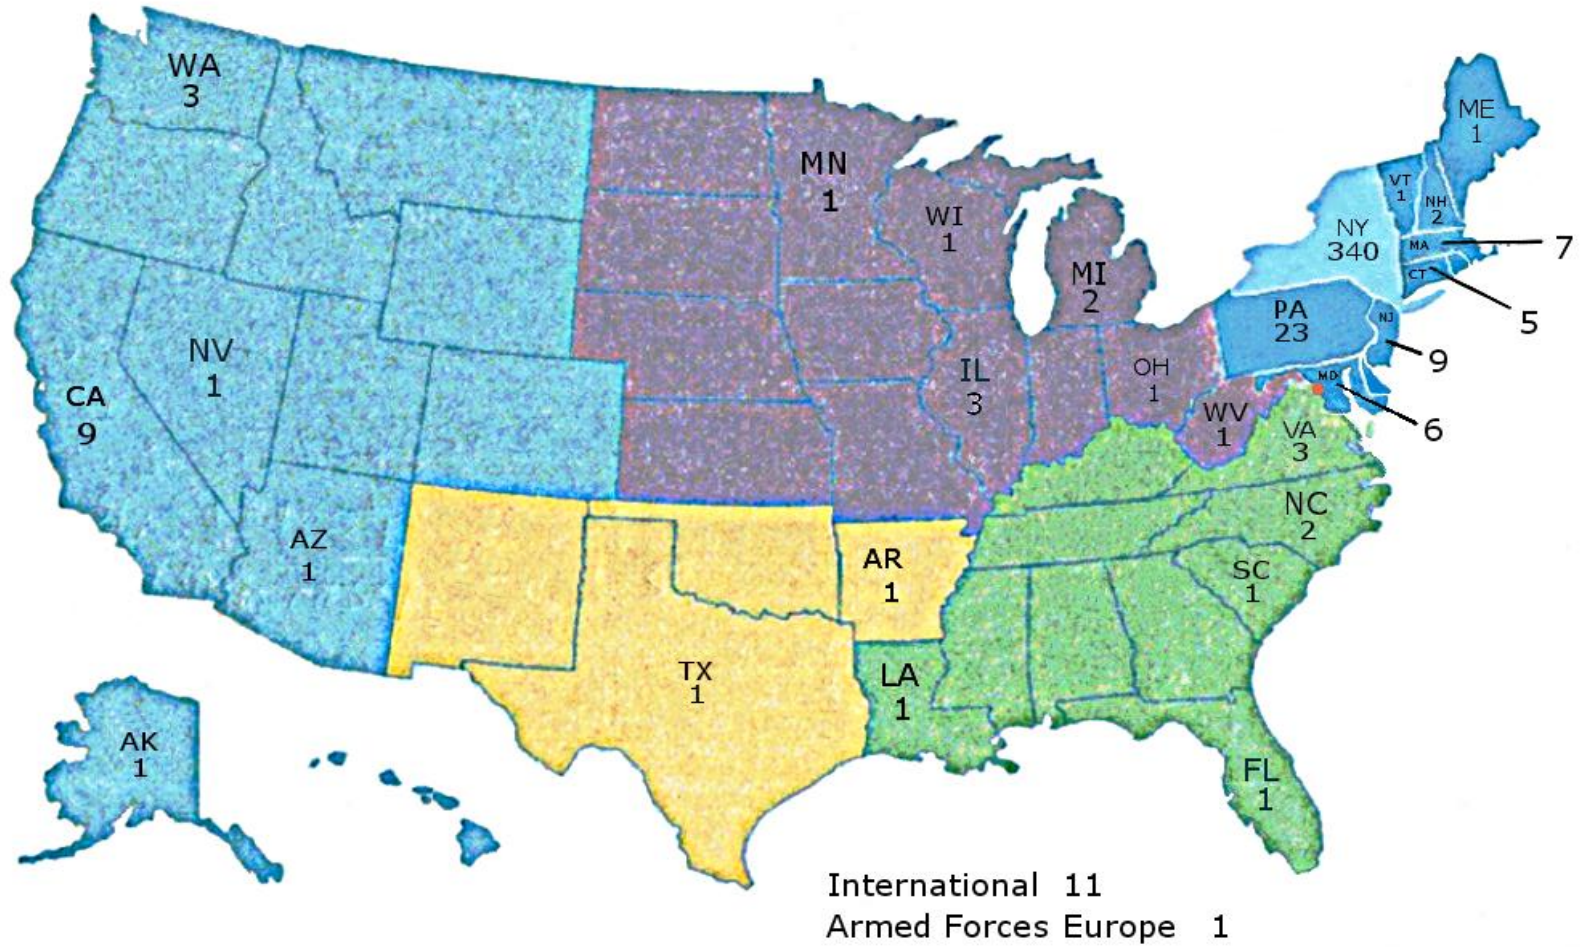 WA
3
ME
1
MN
1
VT
1
NH
2
WI
1
NY
340
MA
7
MI
2
CT
5
PA
23
NJ
9
NV
1
IL
3
OH
1
MD
6
CA
9
WV
1
VA
3
NC
2
AZ
1
AR
1
SC
1
TX
1
LA
1
AK
1
FL
1
International 11
Armed Forces Europe 1